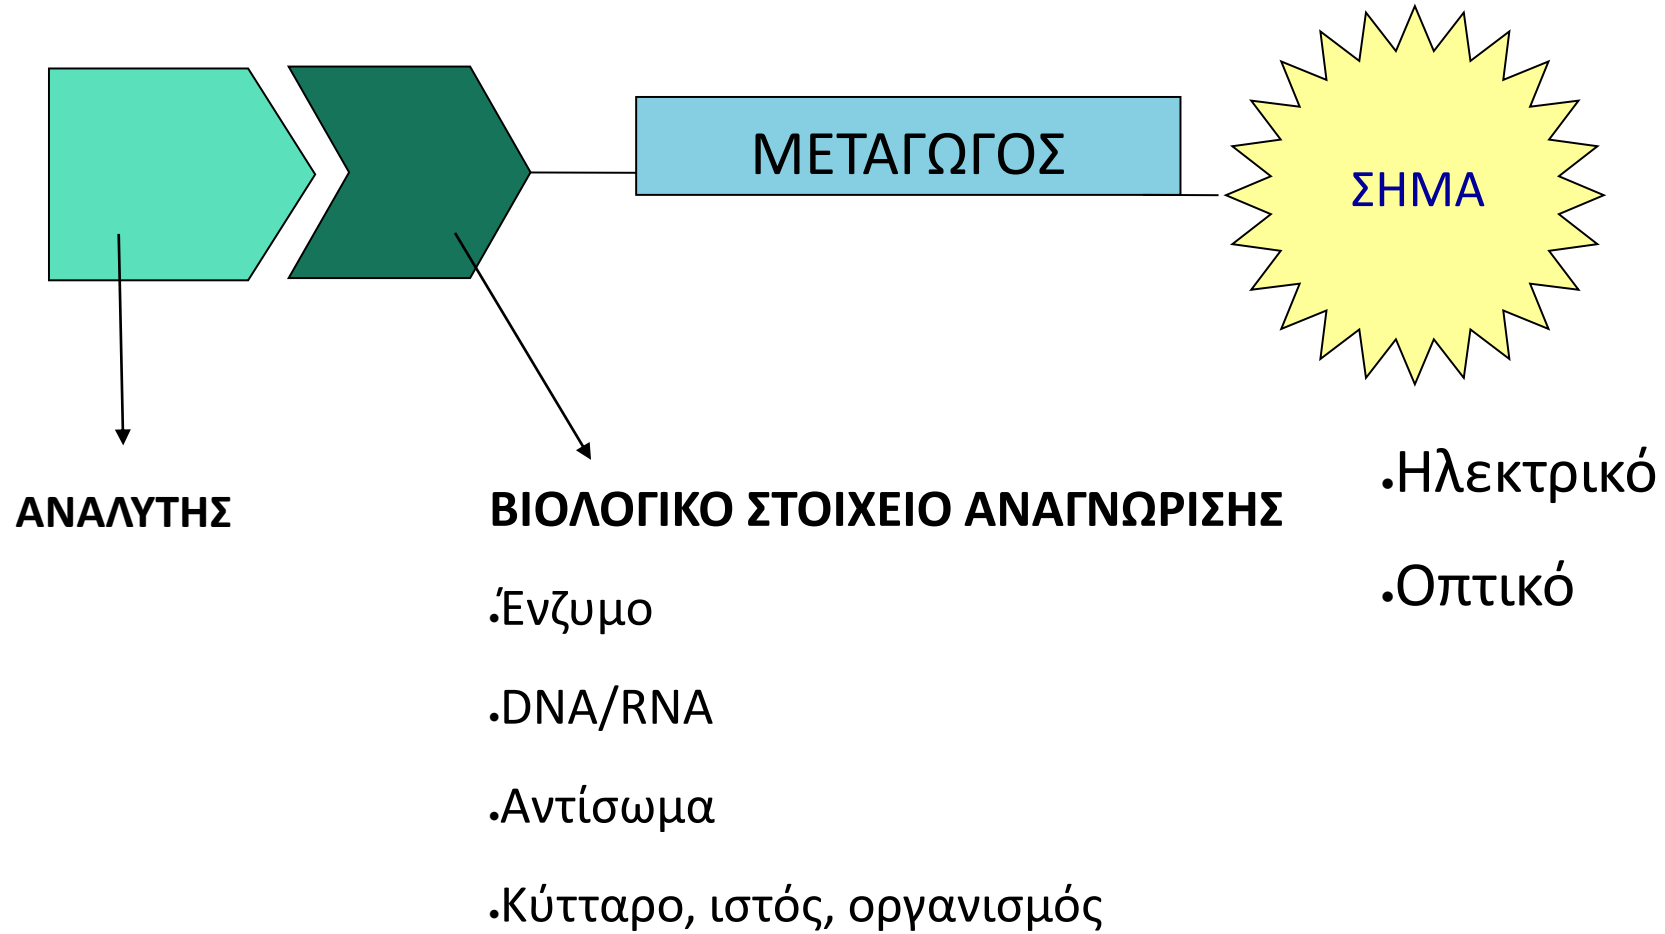 ΜΕΤΑΓΩΓΟΣ
ΣΗΜΑ
ΑΝΑΛΥΤΗΣ
ΒΙΟΛΟΓΙΚΟ ΣΤΟΙΧΕΙΟ ΑΝΑΓΝΩΡΙΣΗΣ
•Ένζυμο
•DNA/RNA
•Αντίσωμα
•Κύτταρο, ιστός, οργανισμός
•Ηλεκτρικό
•Οπτικό